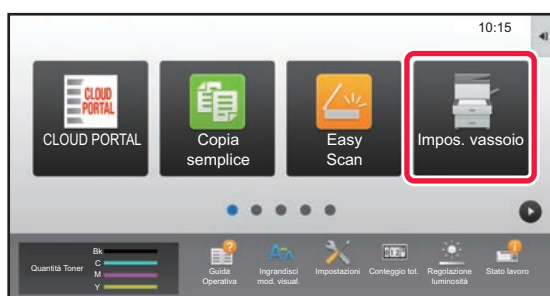 10:15
CLOUD
PORTAL
CLOUD PORTAL
Copia
semplice
Easy
Scan
Impos. vassoio
Quantità Toner
Bk
C
M
Y
Guida
Operativa
Ingrandisci
mod. visual.
Impostazioni
Conteggio tot.
Regolazione
luminosità
Stato lavoro